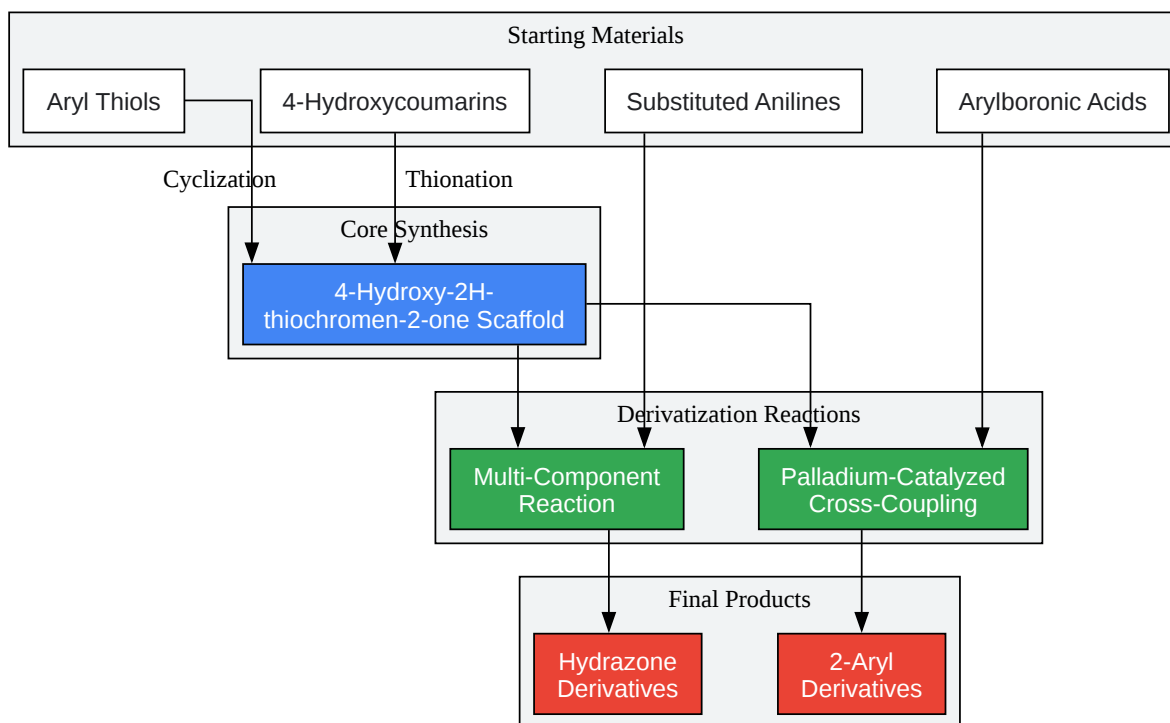 Starting Materials
Aryl Thiols
4-Hydroxycoumarins
Substituted Anilines
Arylboronic Acids
Cyclization
Thionation
Core Synthesis
4-Hydroxy-2H-
thiochromen-2-one Scaffold
Derivatization Reactions
Multi-Component
Reaction
Palladium-Catalyzed
Cross-Coupling
Final Products
Hydrazone
Derivatives
2-Aryl
Derivatives